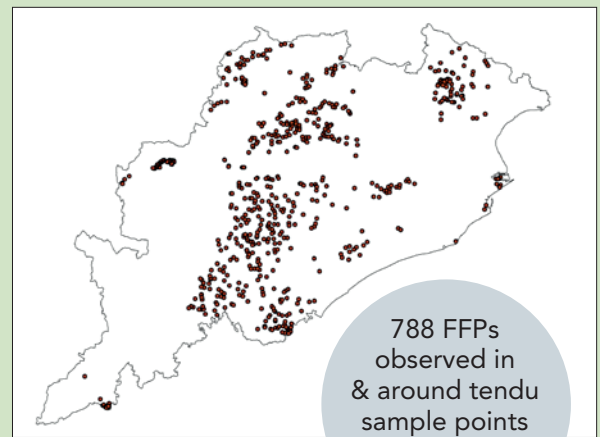 788 FFPs
observed in
& around tendu
sample points